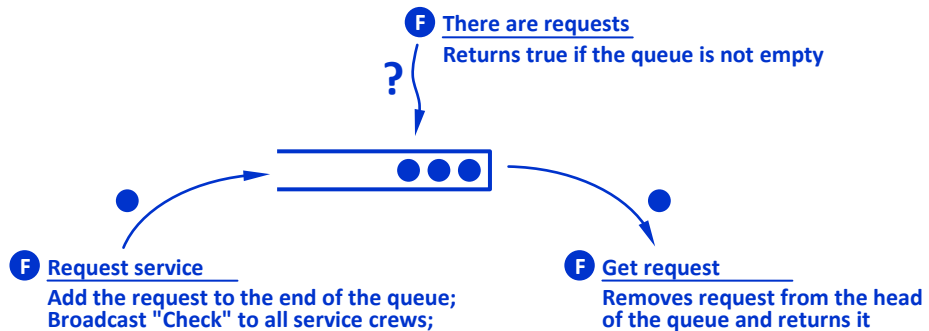 F There are requests
Returns true if the queue is not empty
?
F Request service
Add the request to the end of the queue;
Broadcast "Check" to all service crews;
F Get request
Removes request from the head
of the queue and returns it